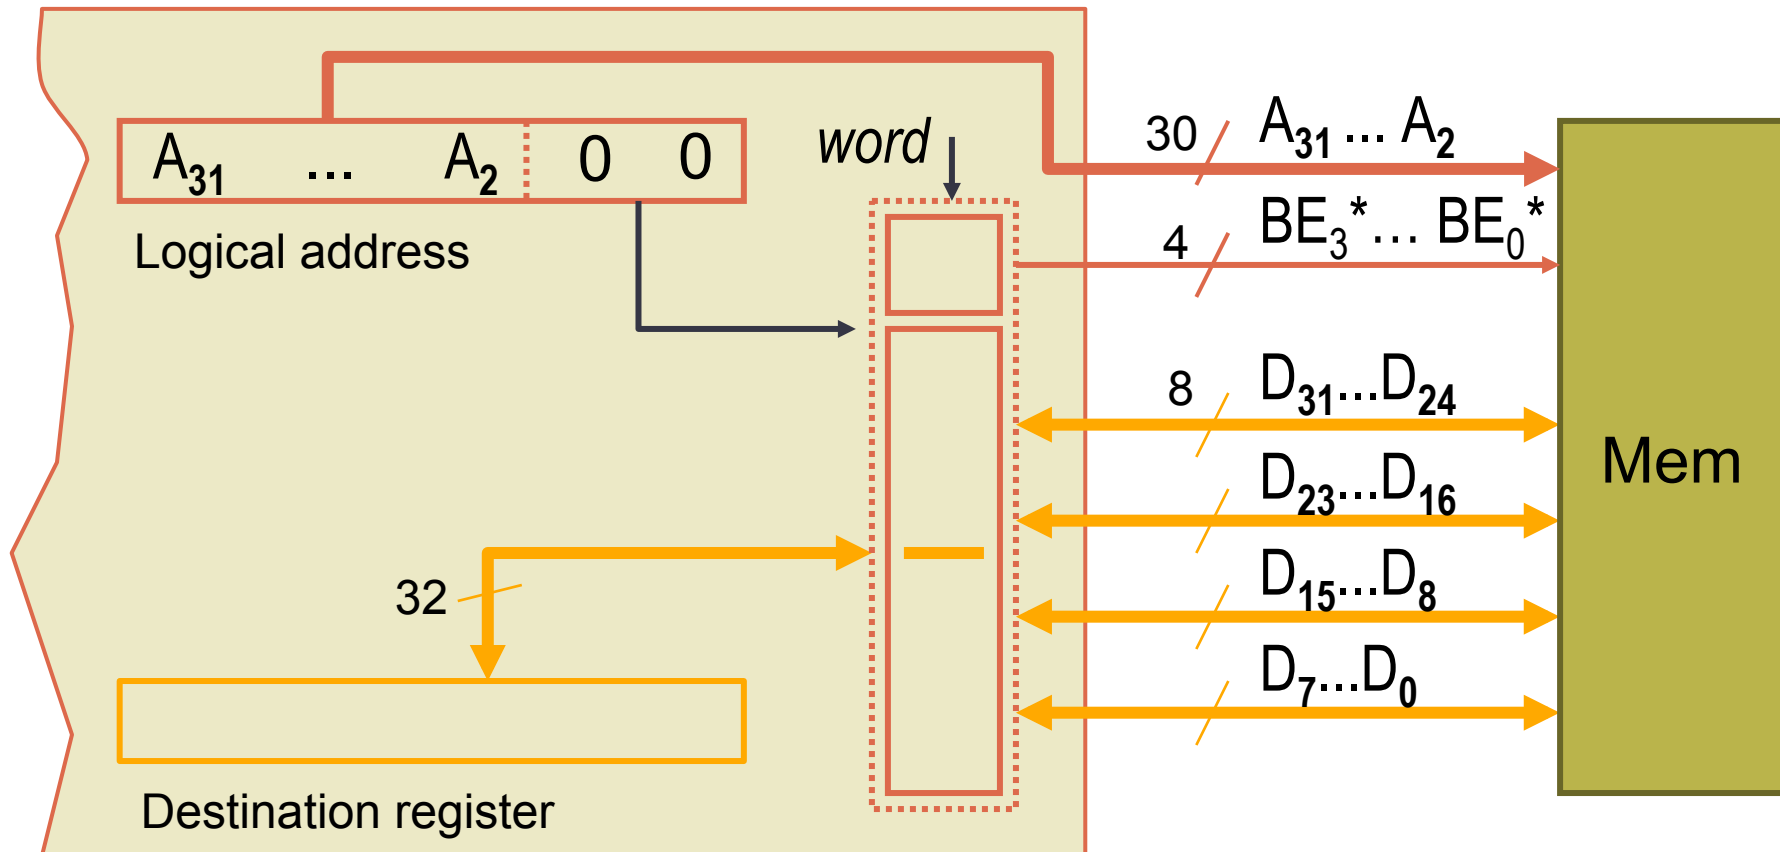 A31 ... A2 0 0
Logical address
word
30 A31 ... A2
4 BE3* ... BE0*
8 D31...D24
D23...D16
D15...D8
D7...D0
Mem
32
Destination register